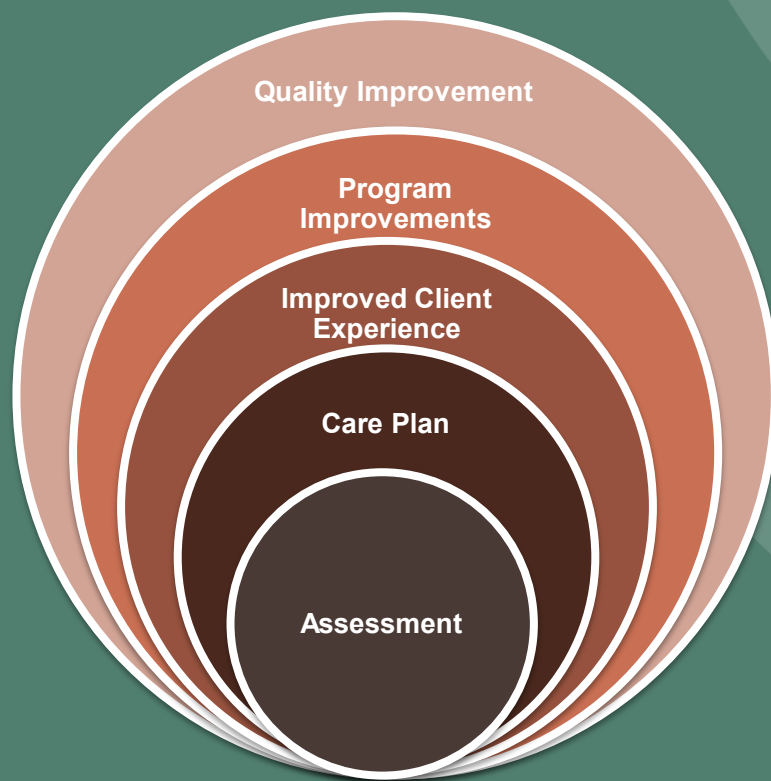 Quality Improvement
Program
Improvements
Improved Client
Experience
Care Plan
Assessment